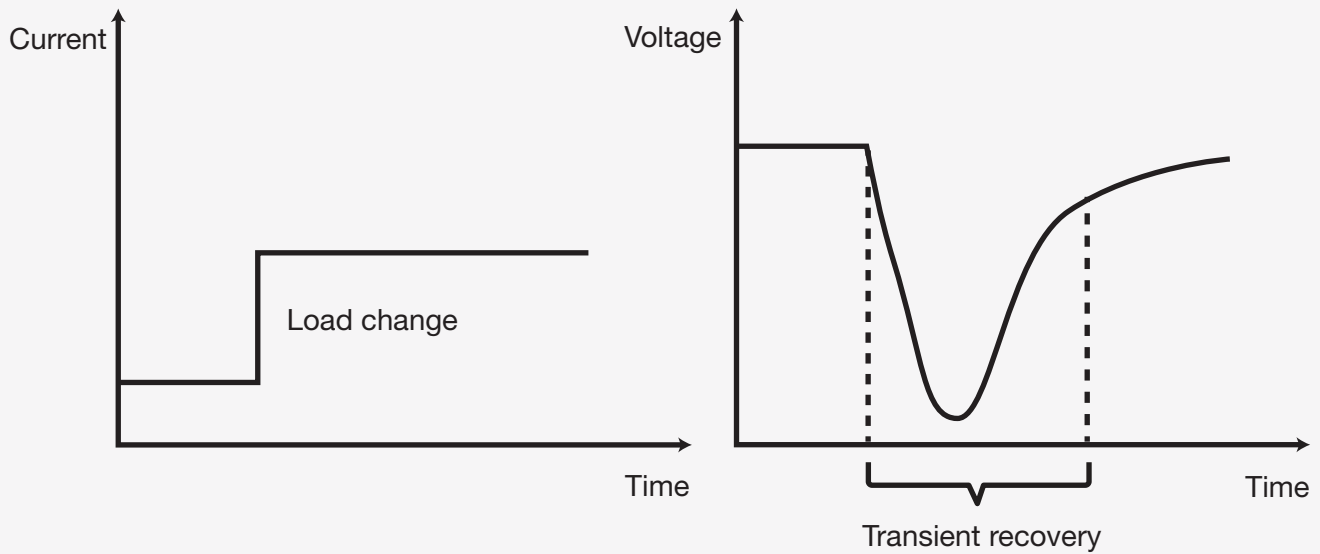 Current
Load change
Time
Voltage
Time
Transient recovery